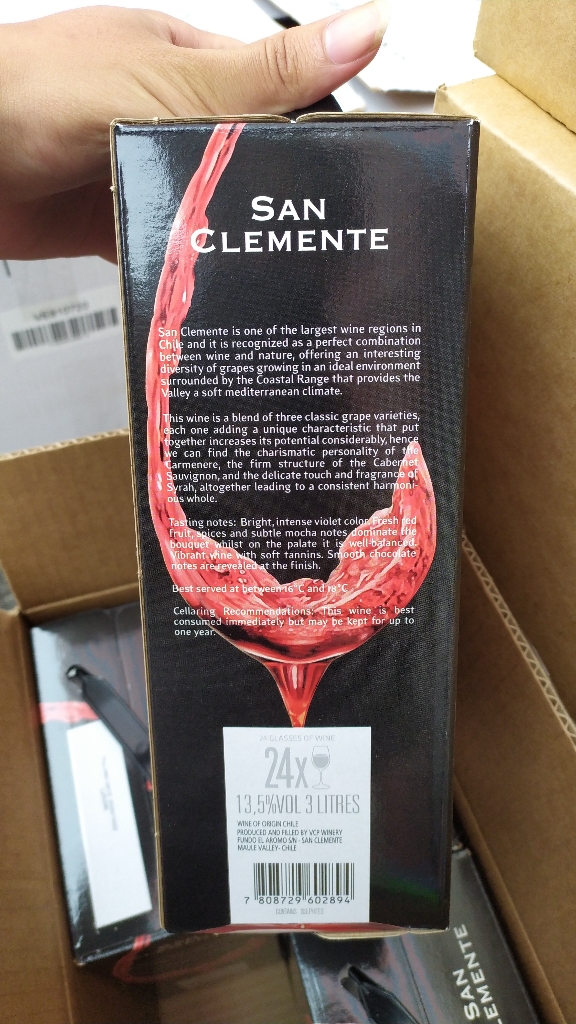 SAN
CLEMENTE
San Clemente is one of the largest wine regions in
Chile and it is recognized as a perfect combination
between wine and nature, offering an interesting
diversity of grapes growing in an ideal environment
surrounded by the Coastal Range that provides the
Valley a soft mediterranean climate.
This wine is a blend of three classic grape varieties,
each one adding a unique characteristic that put
together increases its potential considerably, hence
we can find the charismatic personality of the
Carmenere, the firm structure of the Cabernet
Sauvignon, and the delicate touch and fragrance of
Syrah, altogether leading to a consistent harmoni-
ous whole.
Tasting notes: Bright, intense violet color. Fresh red
fruit, spices and subtle mocha notes dominate the
bouquet whilst on the palate it is well-balanced.
Vibrant wine with soft tannins. Smooth chocolate
notes are revealed at the finish.
Best served at between 16°C and 18°C
Cellaring Recommendations: This wine is best
consumed immediately but may be kept for up to
one year.
24 GLASSES OF WINE
24x
13,5%VOL 3 LITRES
WINE OF ORIGIN CHILE
PRODUCED AND FILLED BY VCP WINERY
FUNDO EL AROMO S/N - SAN CLEMENTE
MAULE VALLEY- CHILE
7 808729 602894
CONTAINS SULPHITES
SAN
CLEMENTE